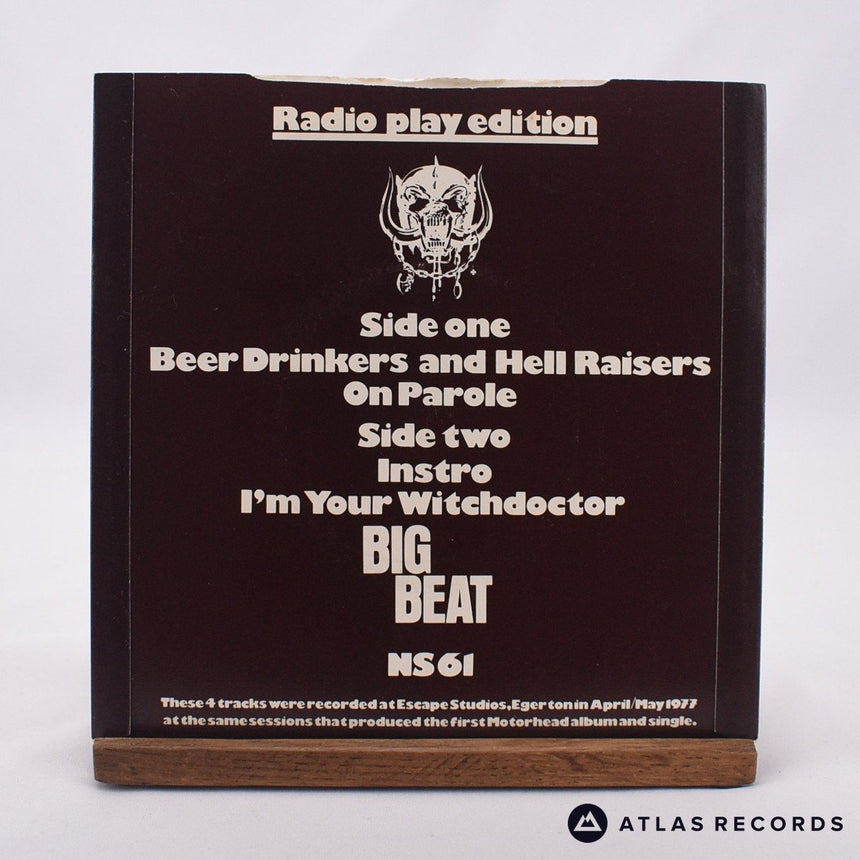 Radio play edition
Side one
Beer Drinkers and Hell Raisers
On Parole
Side two
Instro
I'm Your Witchdoctor
BIG
BEAT
NS 61
These 4 tracks were recorded at Escape Studios, Egerton in April/May 1977
at the same sessions that produced the first Motorhead album and single.
ATLAS RECORDS